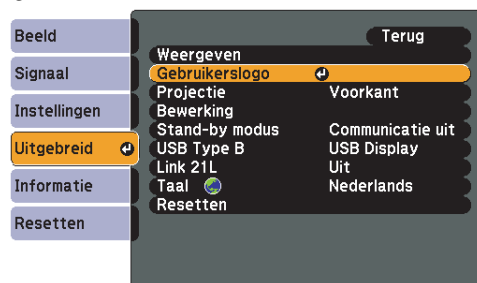 Beeld
Signaal
Instellingen
Uitgebreid
Informatie
Resetten
Terug
Weergeven
Gebruikerslogo
Projectie Voorkant
Bewerking
Stand-by modus Communicatie uit
USB Type B USB Display
Link 21L Uit
Taal Nederlands
Resetten